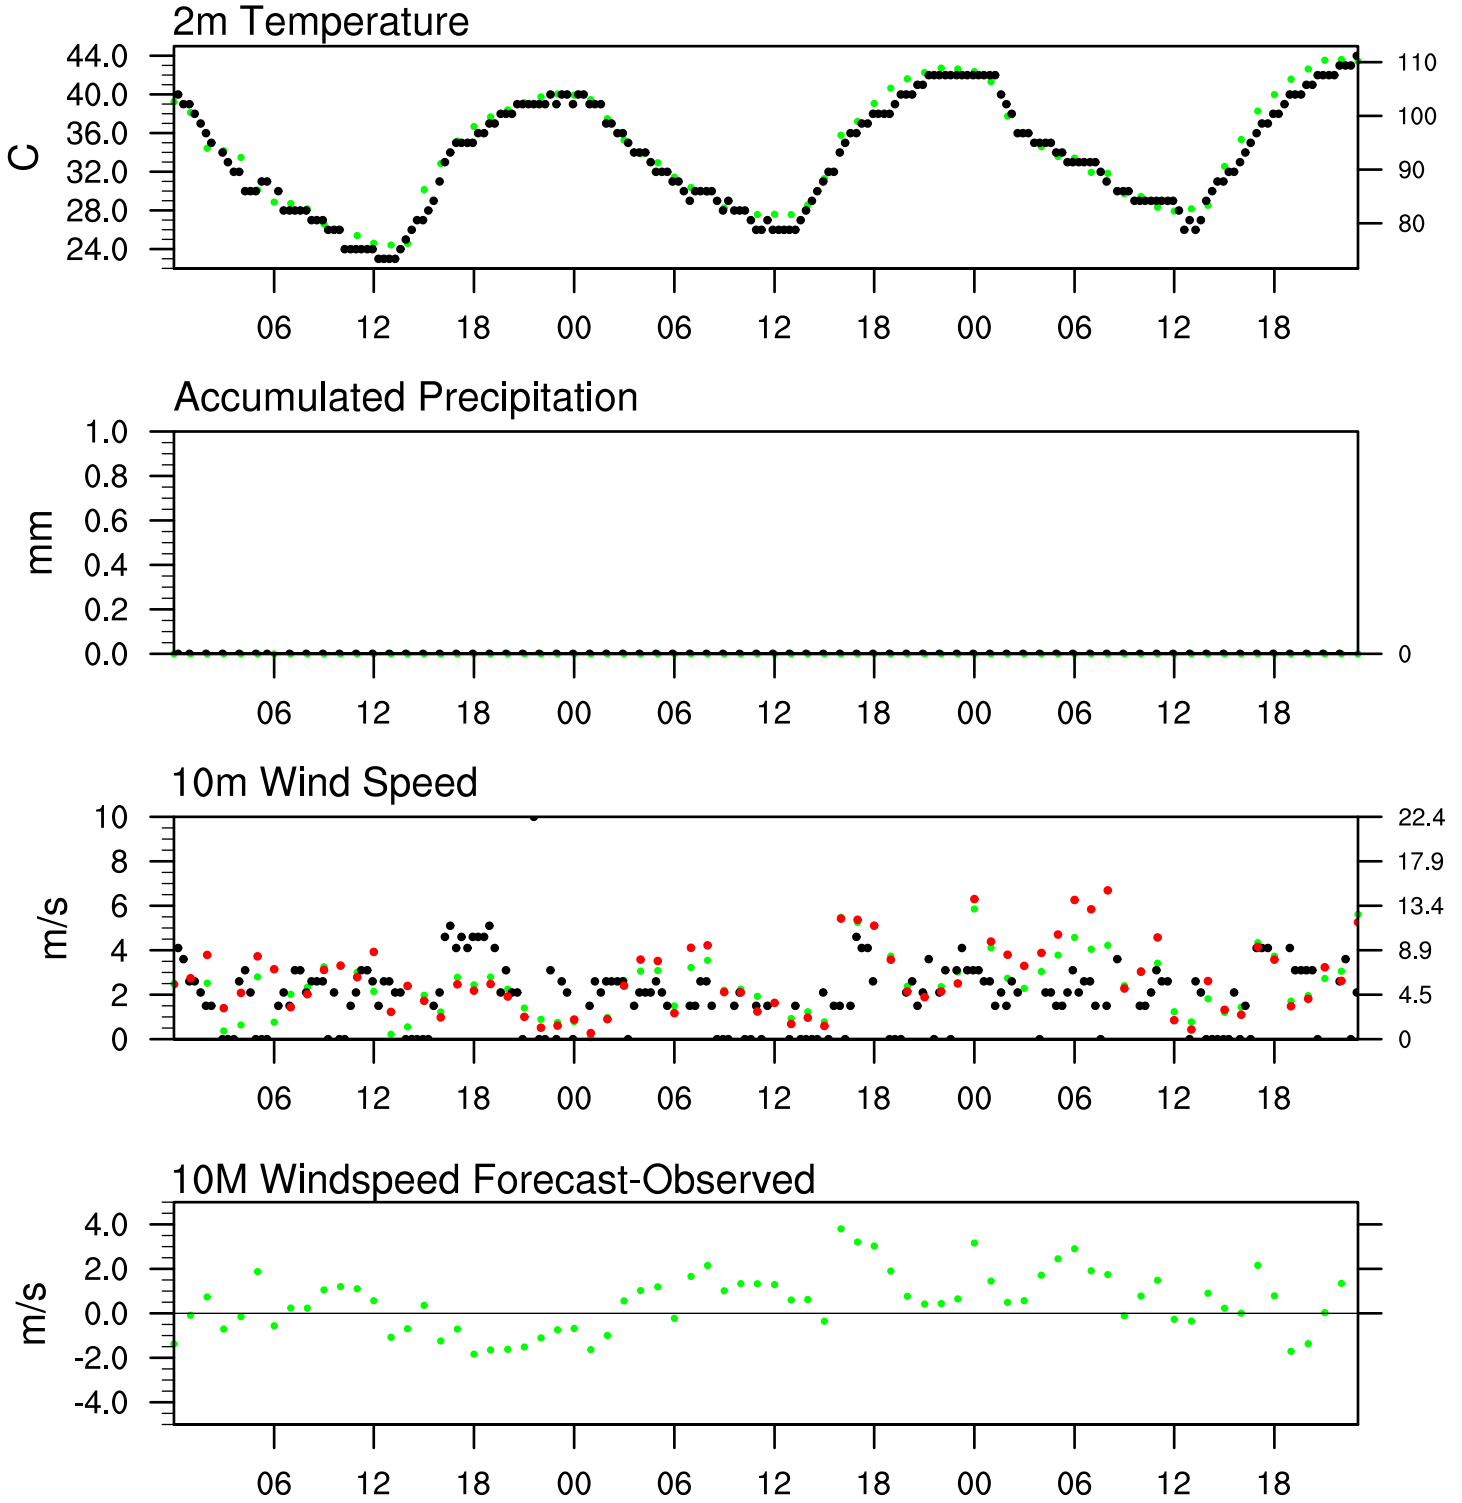 2m Temperature
44.0
40.0
36.0
32.0
28.0
24.0
C
110
100
90
80
06 12 18 00 06 12 18 00 06 12 18
Accumulated Precipitation
1.0
0.8
0.6
0.4
0.2
0.0
mm
0
06 12 18 00 06 12 18 00 06 12 18
10m Wind Speed
10
8
6
4
2
0
m/s
22.4
17.9
13.4
8.9
4.5
0
06 12 18 00 06 12 18 00 06 12 18
10M Windspeed Forecast-Observed
4.0
2.0
0.0
-2.0
-4.0
m/s
06 12 18 00 06 12 18 00 06 12 18